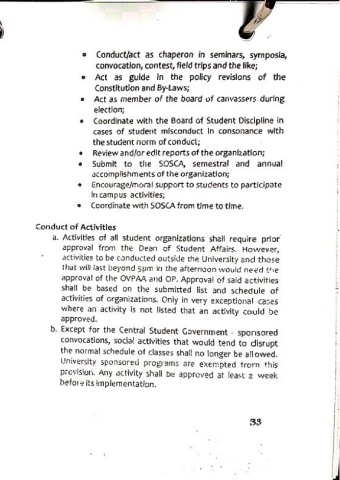 • Conduct/act as chaperon in seminars, symposia,
convocation, contest, field trips and the like;
• Act as guide in the policy revisions of the
Constitution and By-Laws;
• Act as member of the board of canvassers during
election;
• Coordinate with the Board of Student Discipline in
cases of student misconduct in consonance with
the student norm of conduct;
• Review and/or edit reports of the organization;
• Submit to the SOSCA, semestral and annual
accomplishments of the organization;
• Encourage/moral support to students to participate
in campus activities;
• Coordinate with SOSCA from time to time.
Conduct of Activities
a. Activities of all student organizations shall require prior
approval from the Dean of Student Affairs. However,
activities to be conducted outside the University and those
that will last beyond 5pm in the afternoon would need the
approval of the OVPAA and OP. Approval of said activities
shall be based on the submitted list and schedule of
activities of organizations. Only in very exceptional cases
where an activity is not listed that an activity could be
approved.
b. Except for the Central Student Government - sponsored
convocations, social activities that would tend to disrupt
the normal schedule of classes shall no longer be allowed.
University sponsored programs are exempted from this
provision. Any activity shall be approved at least a week
before its implementation.
33